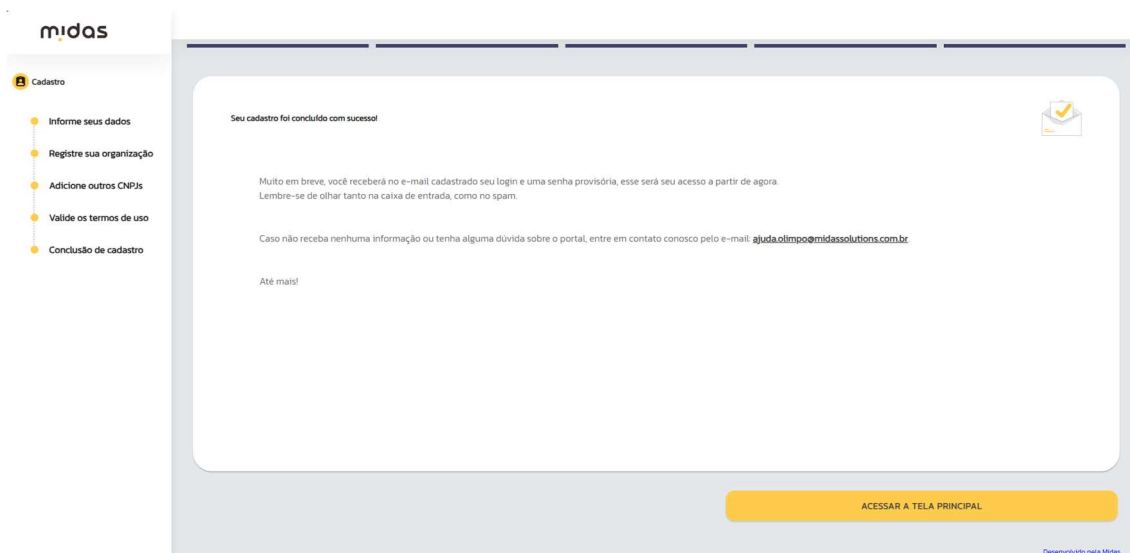 midas
Cadastro
Informe seus dados
Registre sua organização
Adicione outros CNPJs
Valide os termos de uso
Conclusão de cadastro
Seu cadastro foi concluído com sucesso!
Muito em breve, você receberá no e-mail cadastrado seu login e uma senha provisória, esse será seu acesso a partir de agora.
Lembre-se de olhar tanto na caixa de entrada, como no spam.
Caso não receba nenhuma informação ou tenha alguma dúvida sobre o portal, entre em contato conosco pelo e-mail: ajuda.olimpo@midassolutions.com.br.
Até mais!
ACESSAR A TELA PRINCIPAL
Desenvolvido pela Midas